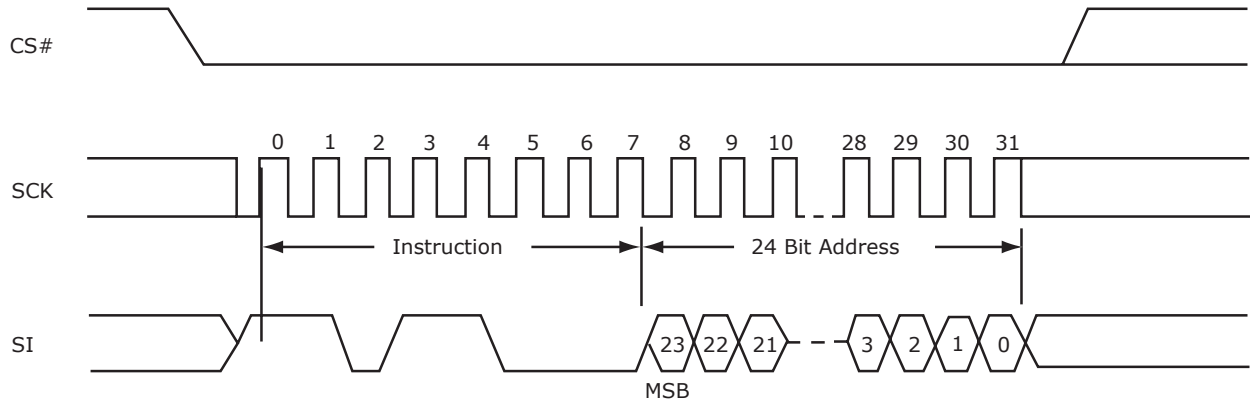 CS#
0 1 2 3 4 5 6 7 8 9 10 28 29 30 31
SCK
Instruction 24 Bit Address
SI 23 22 21 3 2 1 0
MSB